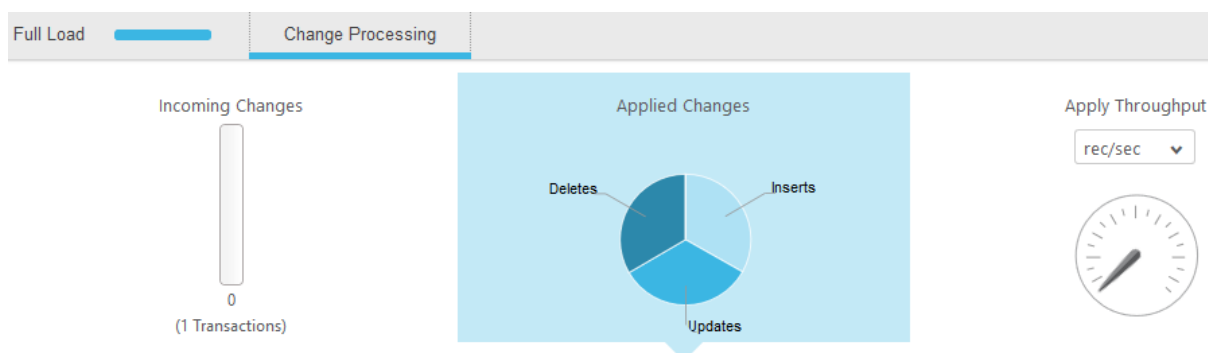 Full Load
Change Processing
Incoming Changes
0
(1 Transactions)
Applied Changes
Deletes
Inserts
Updates
Apply Throughput
rec/sec